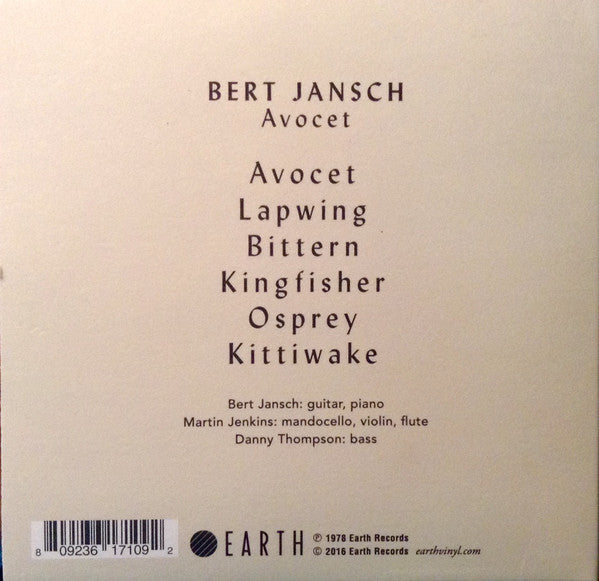 BERT JANSCH
Avocet
Avocet
Lapwing
Bittern
Kingfisher
Osprey
Kittiwake
Bert Jansch: guitar, piano
Martin Jenkins: mandocello, violin, flute
Danny Thompson: bass
8 09236 17109 2
EARTH
℗ 1978 Earth Records
© 2016 Earth Records earthvinyl.com